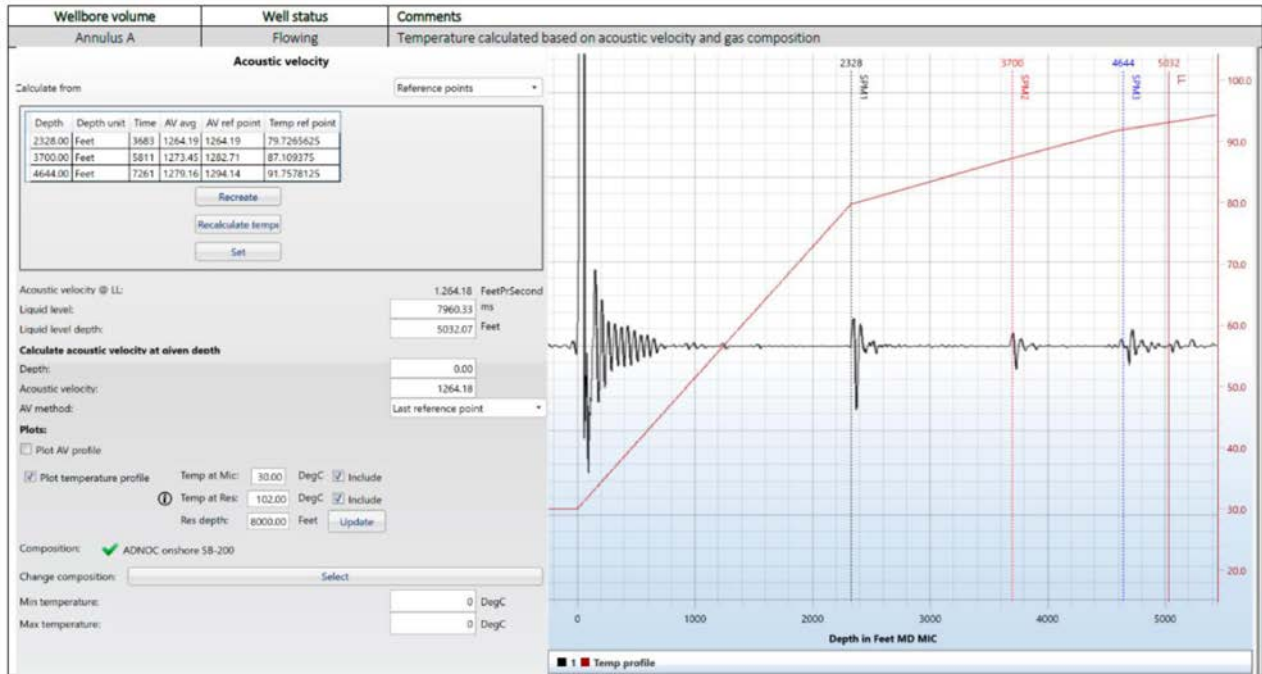 Wellbore volume Well status Comments
Annulus A Flowing Temperature calculated based on acoustic velocity and gas composition
Acoustic velocity
Calculate from Reference points
Depth Depth unit Time AV avg AV ref point Temp ref point
2328.00 Feet 3683 1264.19 1264.19 79.7265625
3700.00 Feet 5811 1273.45 1282.71 87.109375
4644.00 Feet 7261 1279.16 1294.14 91.7578125
Recreate
Recalculate tempe
Set
Acoustic velocity @ LL: 1.264.18 FeetPrSecond
Liquid level: 7960.33 ms
Liquid level depth: 5032.07 Feet
Calculate acoustic velocity at given depth
Depth: 0.00
Acoustic velocity: 1264.18
AV method: Last reference point
Plots:
Plot AV profile
Plot temperature profile Temp at Mic: 30.00 DegC Include
Temp at Res: 102.00 DegC Include
Res depth: 8000.00 Feet Update
Composition: ADNOC onshore SB-200
Change composition: Select
Min temperature: 0 DegC
Max temperature: 0 DegC
2328 3700 4644 5032
SPM1 SPM2 SPM3 LL
100.0
90.0
80.0
70.0
60.0
50.0
40.0
30.0
20.0
0 1000 2000 3000 4000 5000
Depth in Feet MD MIC
1 Temp profile